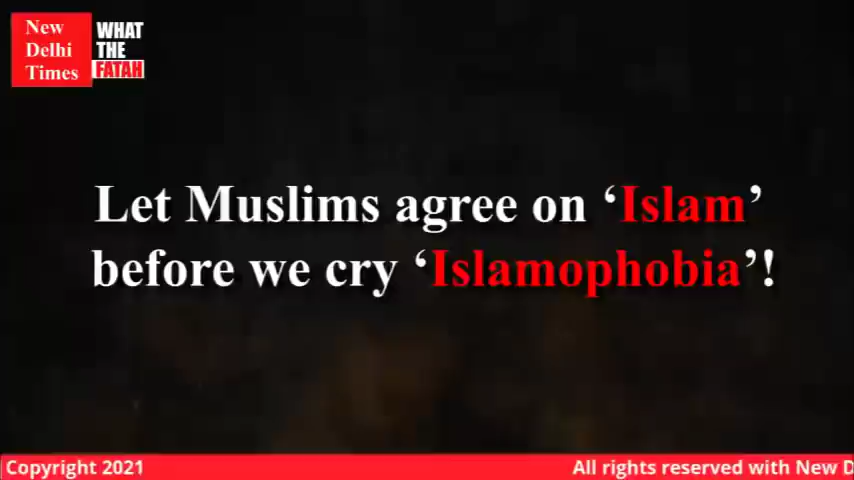 New
Delhi
Times
WHAT
THE
FATAH
Let Muslims agree on ‘Islam’
before we cry ‘Islamophobia’!
Copyright 2021
All rights reserved with New D